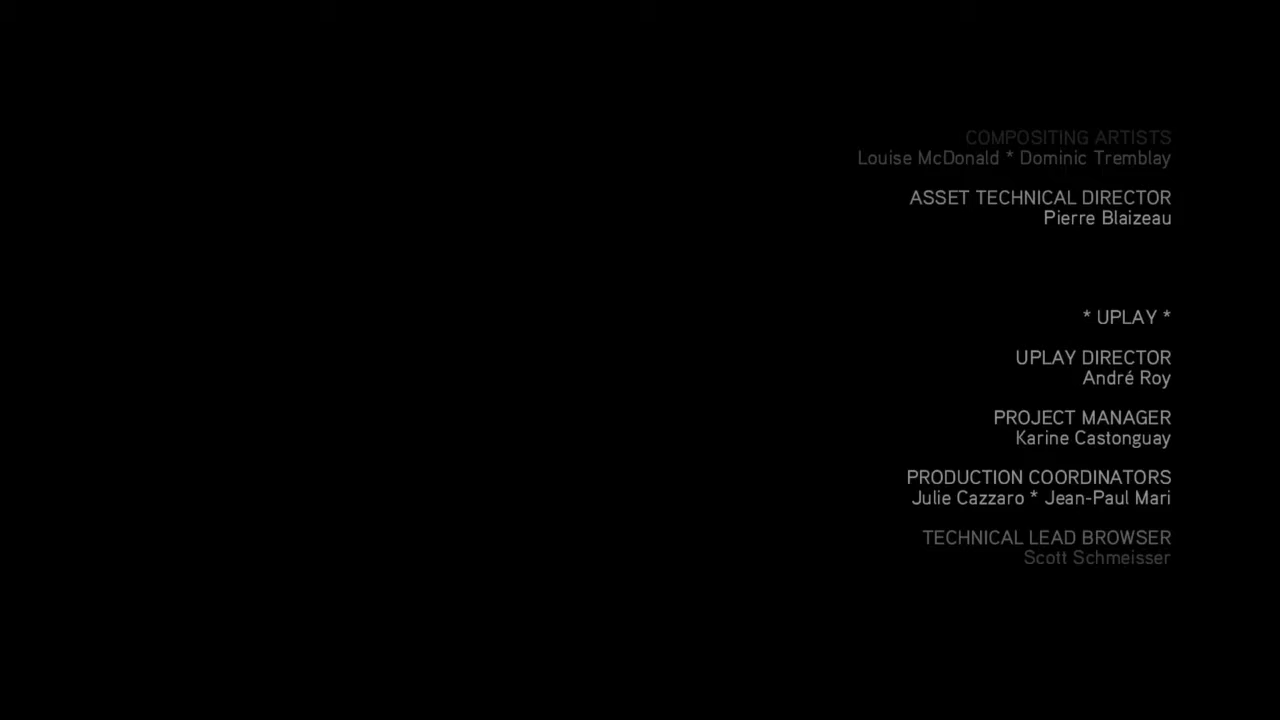 COMPOSITING ARTISTS
Louise McDonald * Dominic Tremblay
ASSET TECHNICAL DIRECTOR
Pierre Blaizeau
* UPLAY *
UPLAY DIRECTOR
André Roy
PROJECT MANAGER
Karine Castonguay
PRODUCTION COORDINATORS
Julie Cazzaro * Jean-Paul Mari
TECHNICAL LEAD BROWSER
Scott Schmeisser